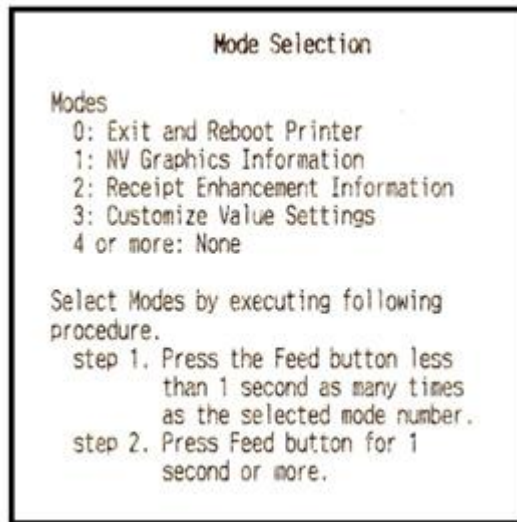 Mode Selection
Modes
0: Exit and Reboot Printer
1: NV Graphics Information
2: Receipt Enhancement Information
3: Customize Value Settings
4 or more: None
Select Modes by executing following
procedure.
step 1. Press the Feed button less
than 1 second as many times
as the selected mode number.
step 2. Press Feed button for 1
second or more.